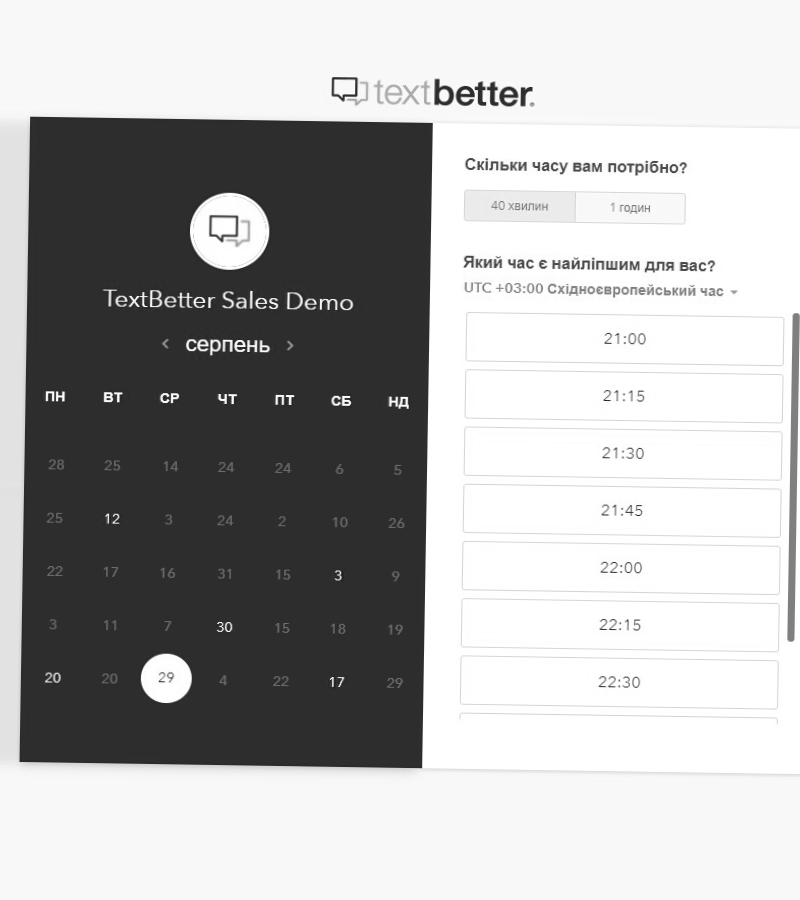 textbetter.
TextBetter Sales Demo
серпень
ПН ВТ СР ЧТ ПТ СБ НД
28 25 14 24 24 6 5
25 12 3 24 2 10 26
22 17 16 31 15 3 9
3 11 7 30 15 18 19
20 20 29 4 22 17 29
Скільки часу вам потрібно?
40 хвилин 1 годин
Який час є найліпшим для вас?
UTC +03:00 Східноєвропейський час
21:00
21:15
21:30
21:45
22:00
22:15
22:30